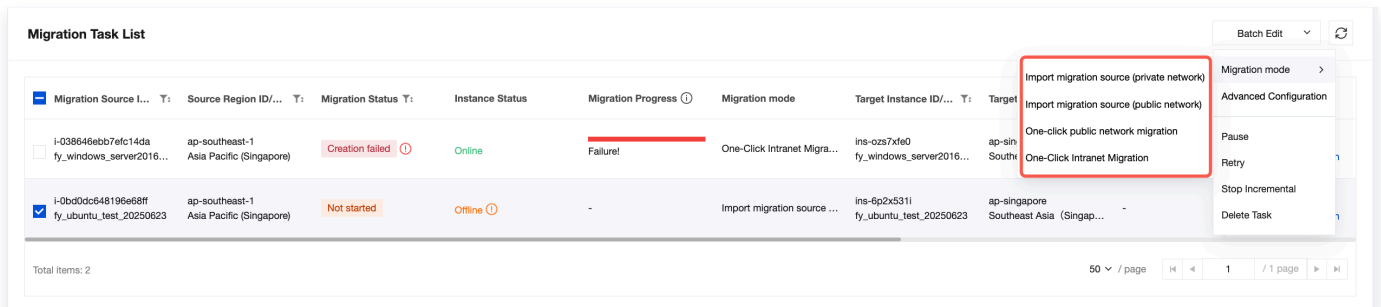 Migration Task List
Batch Edit
Migration mode
Advanced Configuration
Pause
Retry
Stop Incremental
Delete Task
Import migration source (private network)
Import migration source (public network)
One-click public network migration
One-Click Intranet Migration
Migration Source I... Source Region ID/... Migration Status Instance Status Migration Progress Migration mode Target Instance ID/... Target
i-038646ebb7efc14da ap-southeast-1 Creation failed Online Failure! One-Click Intranet Migra... ins-ozs7xfe0 ap-sin
fy_windows_server2016... Asia Pacific (Singapore) fy_windows_server2016... Southe
i-0bd0dc648196e68ff ap-southeast-1 Not started Offline - Import migration source ... ins-6p2x531i ap-singapore -
fy_ubuntu_test_20250623 Asia Pacific (Singapore) fy_ubuntu_test_20250623 Southeast Asia（Singap...
Total items: 2
50 / page 1 / 1 page